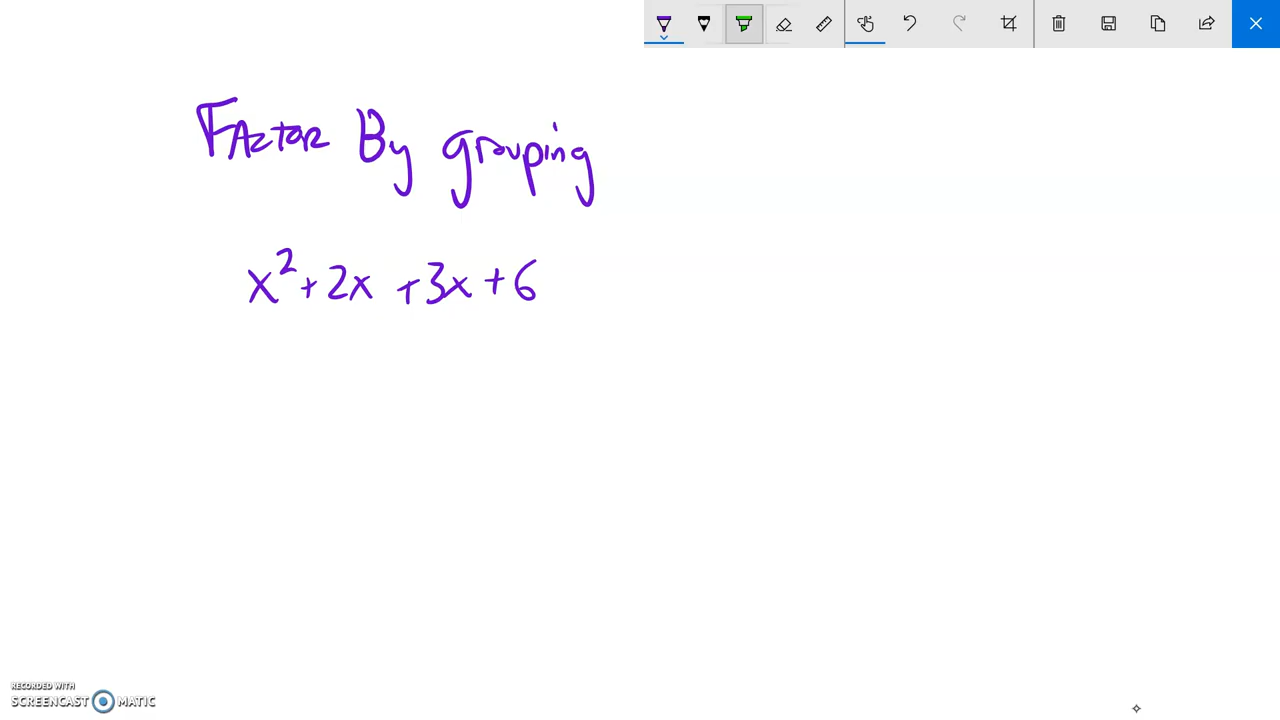 Factor By grouping
x²+2x +3x+6
RECORDED WITH
SCREENCAST MATIC